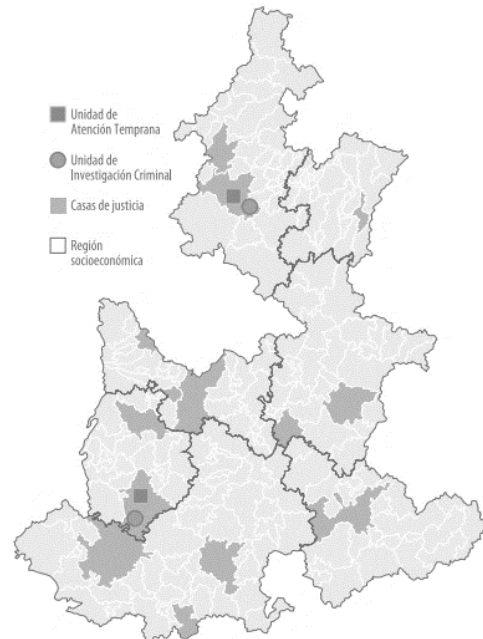 Unidad de
Atención Temprana
Unidad de
Investigación Criminal
Casas de justicia
Región
socioeconómica